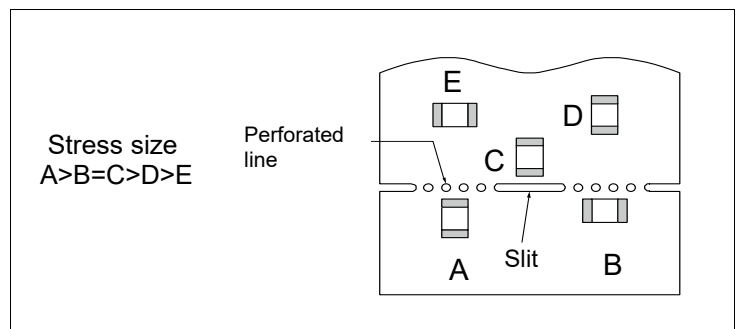 Stress size
A>B=C>D>E
Perforated
line
E
D
C
A
Slit
B